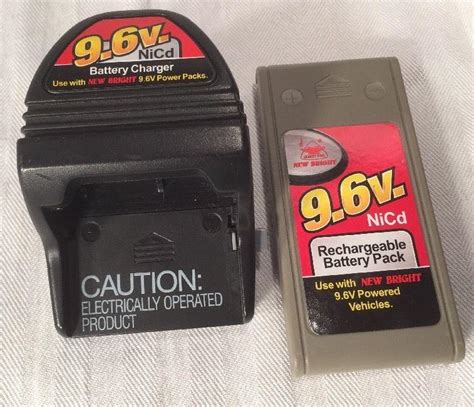 9.6v.
NiCd
Battery Charger
Use with NEW BRIGHT 9.6V Power Packs.
CAUTION:
ELECTRICALLY OPERATED
PRODUCT
NEW BRIGHT
9.6v.
NiCd
Rechargeable
Battery Pack
Use with NEW BRIGHT
9.6V Powered
Vehicles.